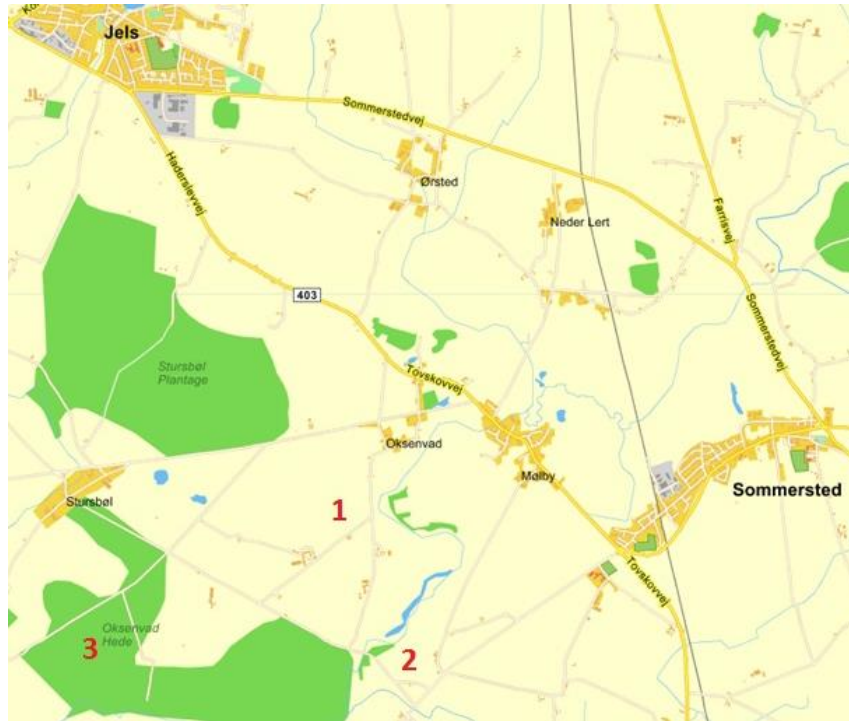 Jels
Sommerstedvej
Haderslevvej
Ørsted
Neder Lert
Farrisvej
403
Sommerstedvej
Stursbøl
Plantage
Tovskovvej
Oksenvad
Mølby
Sommersted
Stursbøl
1
Tovskovvej
Oksenvad
Hede
3
2